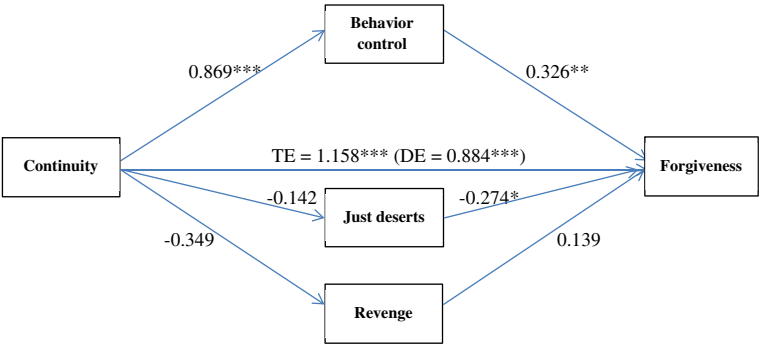 Behavior
control
0.869***
0.326**
TE = 1.158*** (DE = 0.884***)
Continuity
Forgiveness
-0.142
-0.274*
Just deserts
-0.349
0.139
Revenge